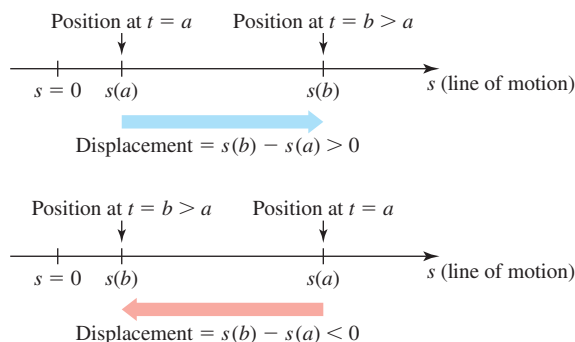 Position at t = a Position at t = b > a
s = 0 s(a) s(b) s (line of motion)
Displacement = s(b) − s(a) > 0
Position at t = b > a Position at t = a
s = 0 s(b) s(a) s (line of motion)
Displacement = s(b) − s(a) < 0